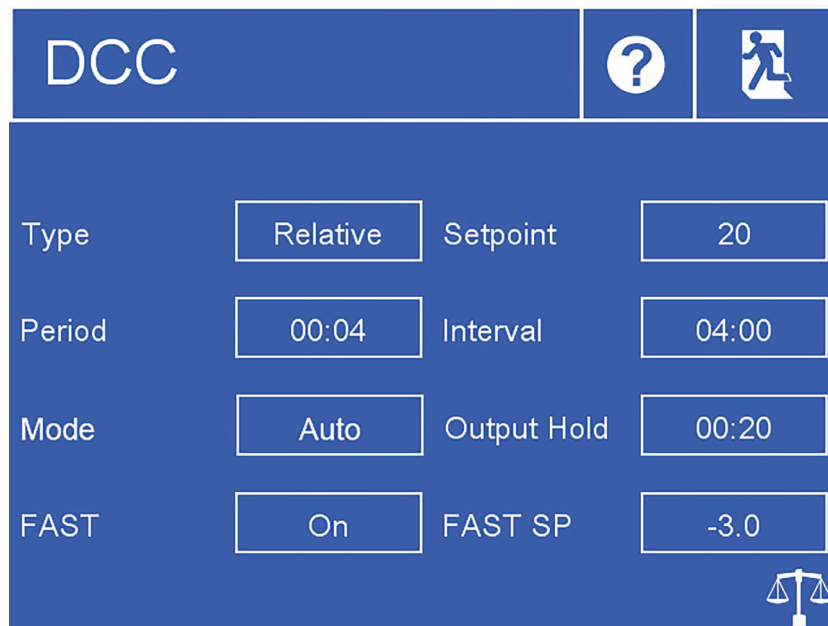 DCC ?
Type Relative Setpoint 20
Period 00:04 Interval 04:00
Mode Auto Output Hold 00:20
FAST On FAST SP -3.0